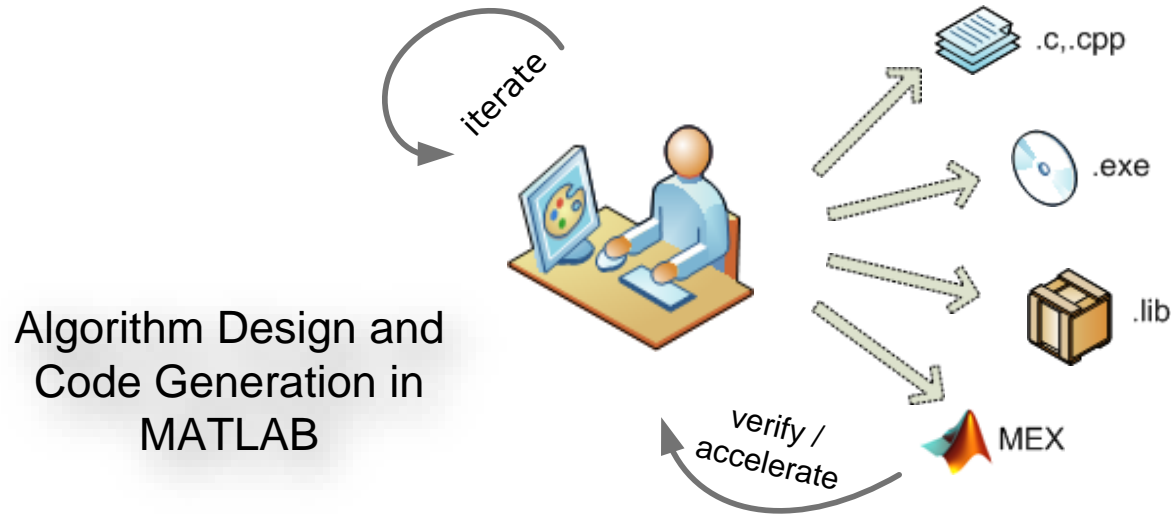 iterate
Algorithm Design and
Code Generation in
MATLAB
.c,.cpp
.exe
.lib
MEX
verify /
accelerate